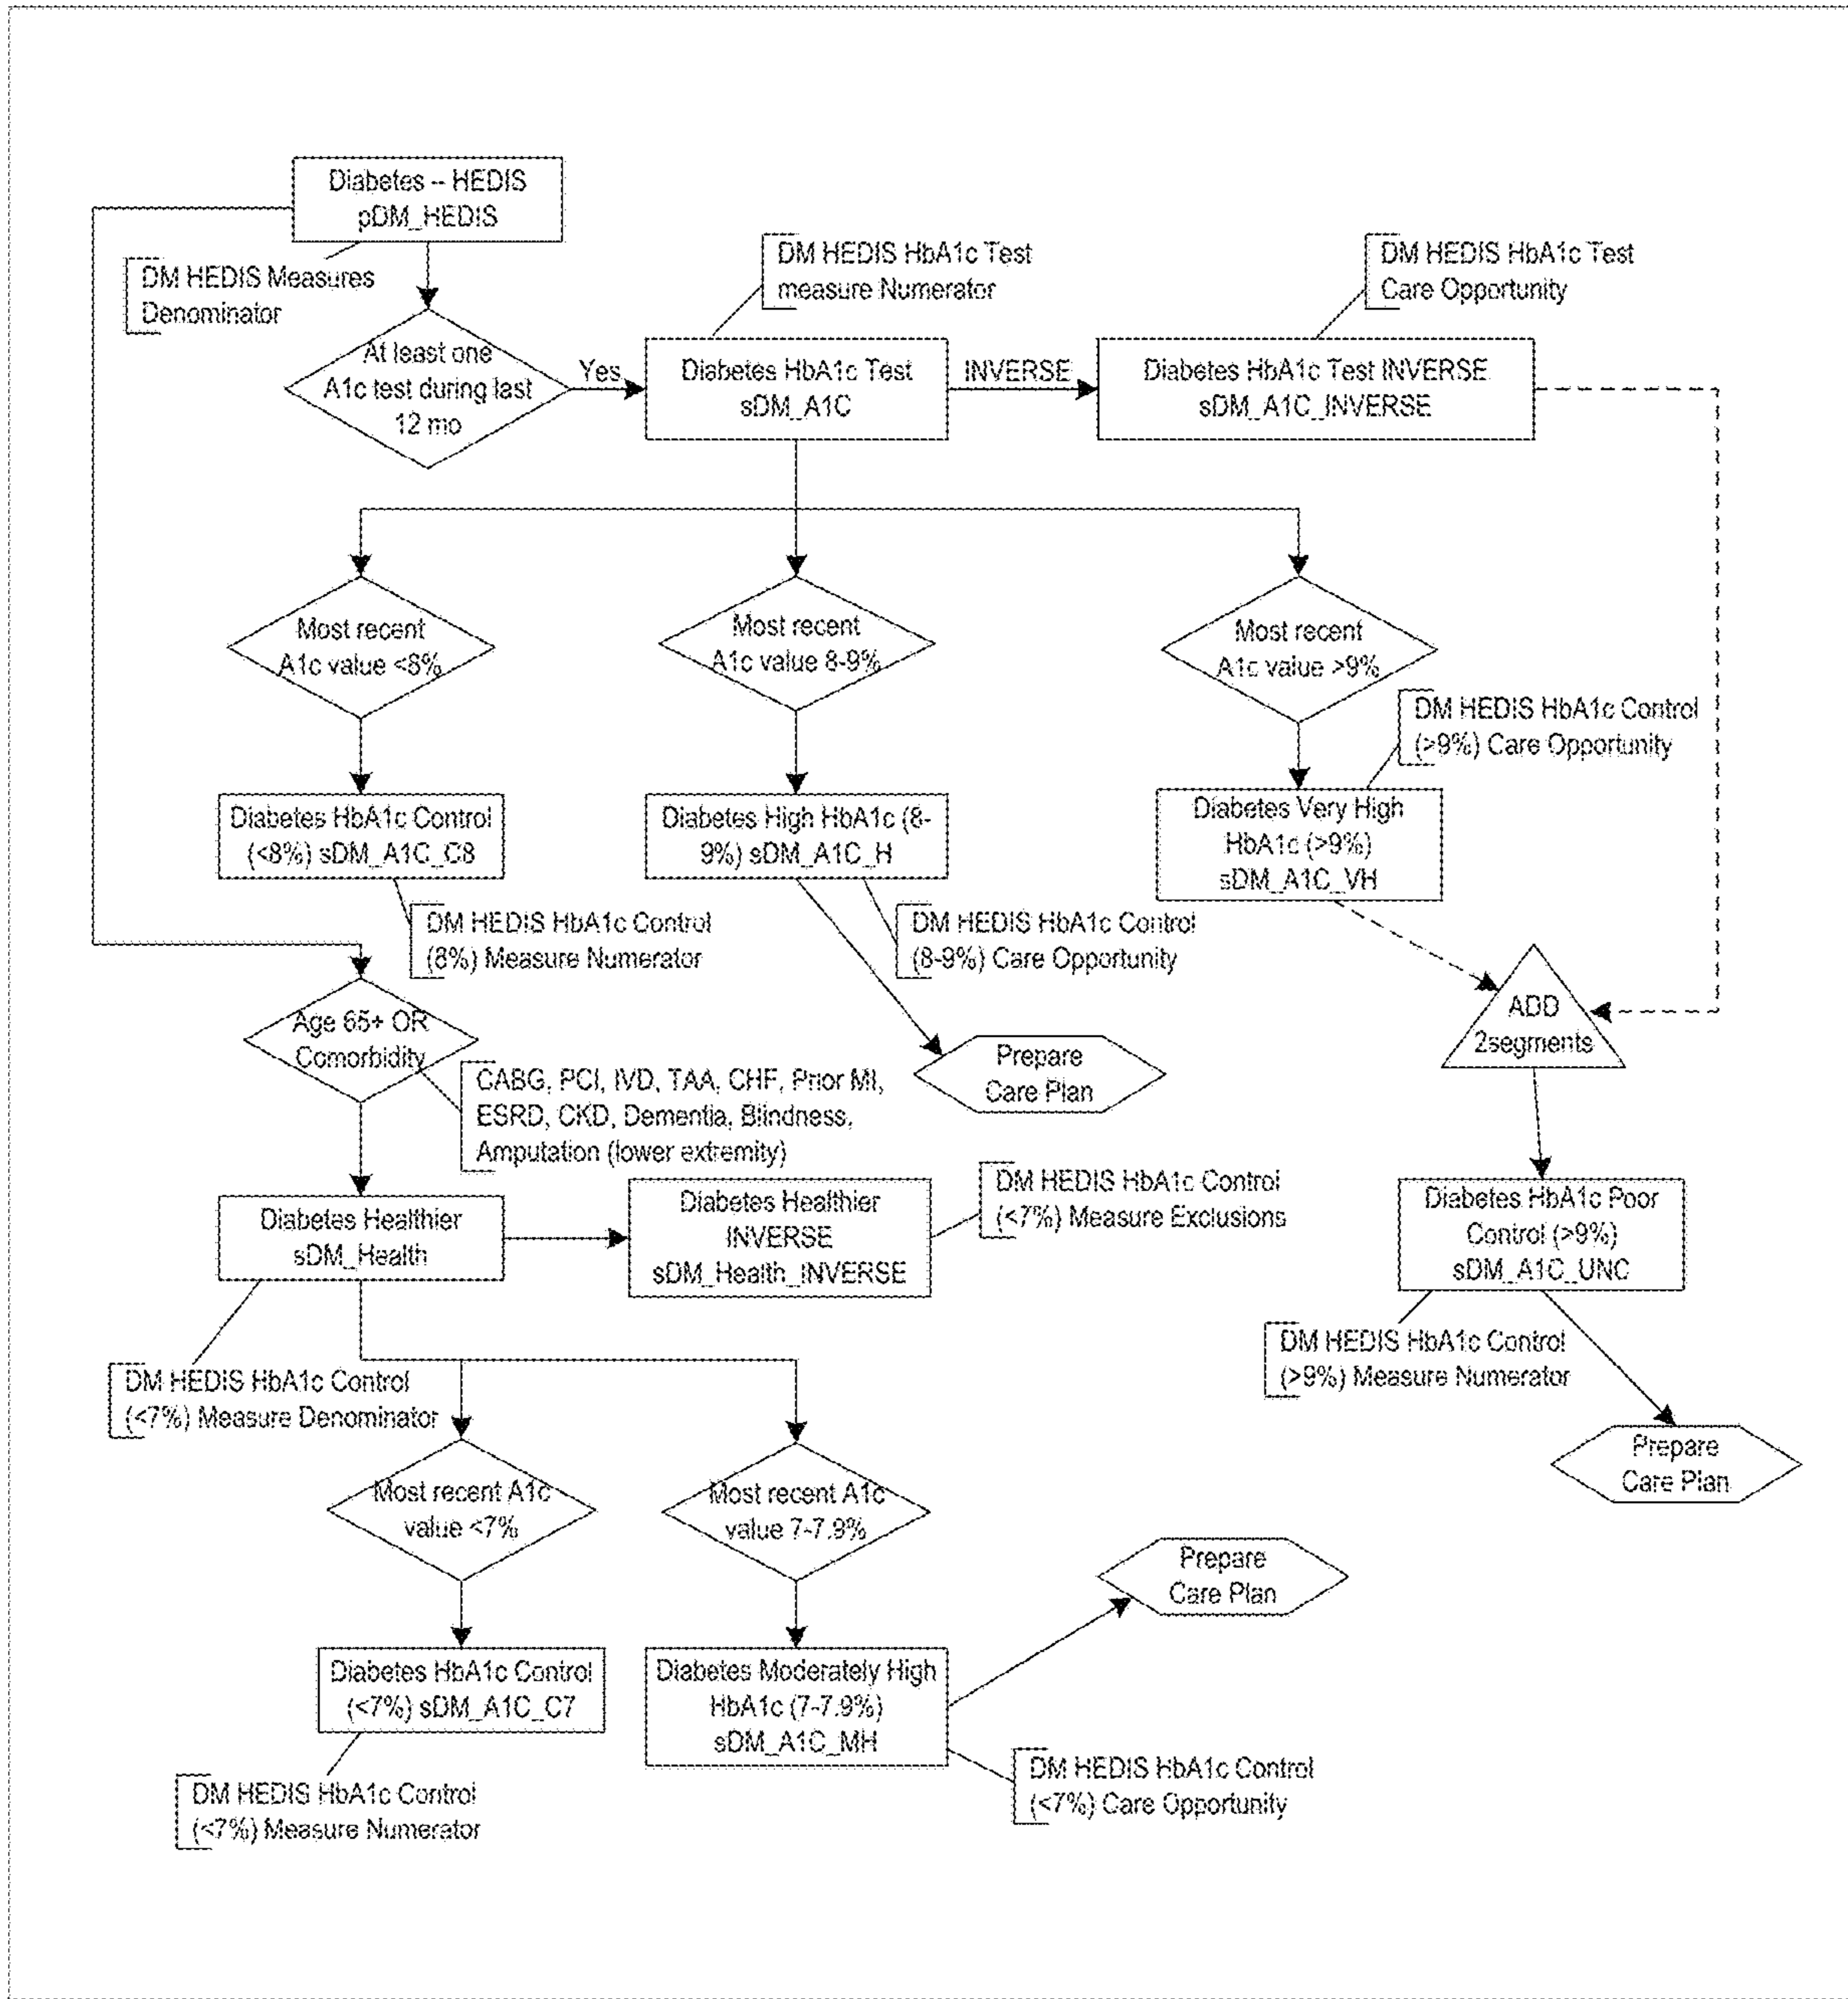 Diabetes -- HEDIS
pDM_HEDIS
DM HEDIS Measures
Denominator
DM HEDIS HbA1c Test
measure Numerator
DM HEDIS HbA1c Test
Care Opportunity
At least one
A1c test during last
12 mo
Yes
Diabetes HbA1c Test
sDM_A1C
INVERSE
Diabetes HbA1c Test INVERSE
sDM_A1C_INVERSE
Most recent
A1c value <8%
Most recent
A1c value 8-9%
Most recent
A1c value >9%
DM HEDIS HbA1c Control
(>9%) Care Opportunity
Diabetes HbA1c Control
(<8%) sDM_A1C_C8
Diabetes High HbA1c (8-
9%) sDM_A1C_H
Diabetes Very High
HbA1c (>9%)
sDM_A1C_VH
DM HEDIS HbA1c Control
(8%) Measure Numerator
DM HEDIS HbA1c Control
(8-9%) Care Opportunity
ADD
2segments
Age 65+ OR
Comorbidity
Prepare
Care Plan
CABG, PCI, IVD, TAA, CHF, Prior MI,
ESRD, CKD, Dementia, Blindness,
Amputation (lower extremity)
Diabetes Healthier
sDM_Health
Diabetes Healthier
INVERSE
sDM_Health_INVERSE
DM HEDIS HbA1c Control
(<7%) Measure Exclusions
Diabetes HbA1c Poor
Control (>9%)
sDM_A1C_UNC
DM HEDIS HbA1c Control
(>9%) Measure Numerator
DM HEDIS HbA1c Control
(<7%) Measure Denominator
Prepare
Care Plan
Most recent A1c
value <7%
Most recent A1c
value 7-7.9%
Prepare
Care Plan
Diabetes HbA1c Control
(<7%) sDM_A1C_C7
Diabetes Moderately High
HbA1c (7-7.9%)
sDM_A1C_MH
DM HEDIS HbA1c Control
(<7%) Measure Numerator
DM HEDIS HbA1c Control
(<7%) Care Opportunity